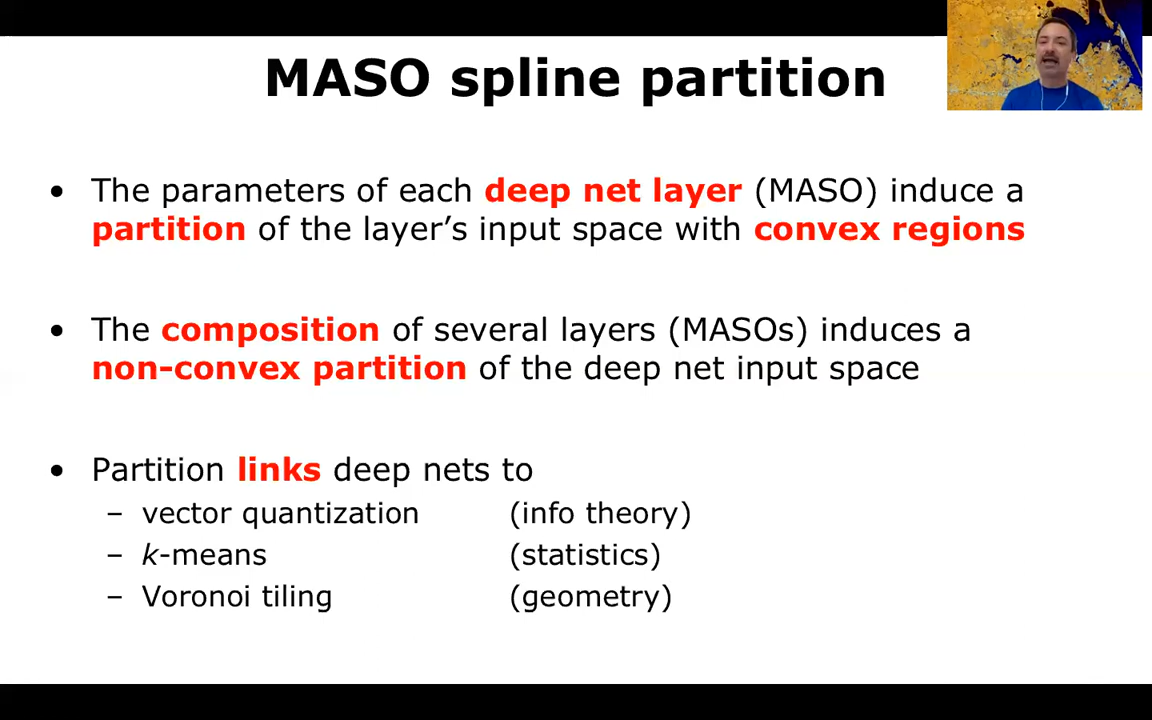 MASO spline partition
• The parameters of each deep net layer (MASO) induce a
partition of the layer’s input space with convex regions
• The composition of several layers (MASOs) induces a
non-convex partition of the deep net input space
• Partition links deep nets to
– vector quantization (info theory)
– k-means (statistics)
– Voronoi tiling (geometry)